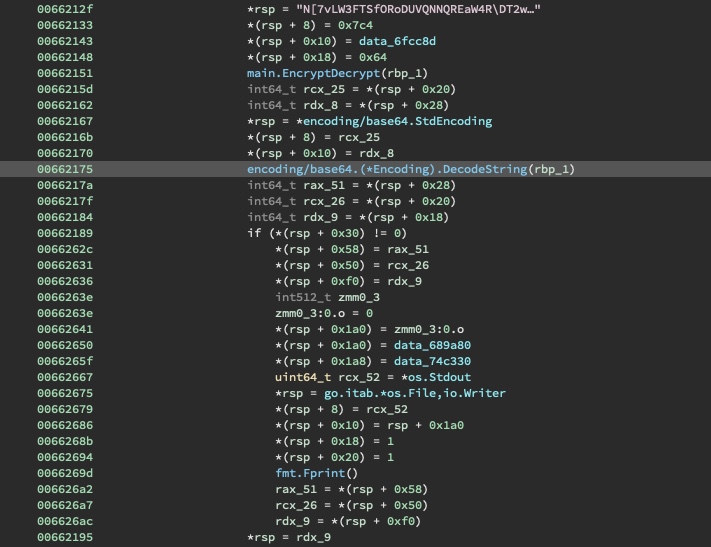 0066212f *rsp = "N[7vLW3FTSfORoDUVQNNQREaW4R\DT2w…"
00662133 *(rsp + 8) = 0x7c4
00662143 *(rsp + 0x10) = data_6fcc8d
00662148 *(rsp + 0x18) = 0x64
00662151 main.EncryptDecrypt(rbp_1)
0066215d int64_t rcx_25 = *(rsp + 0x20)
00662162 int64_t rdx_8 = *(rsp + 0x28)
00662167 *rsp = *encoding/base64.StdEncoding
0066216b *(rsp + 8) = rcx_25
00662170 *(rsp + 0x10) = rdx_8
00662175 encoding/base64.(*Encoding).DecodeString(rbp_1)
0066217a int64_t rax_51 = *(rsp + 0x28)
0066217f int64_t rcx_26 = *(rsp + 0x20)
00662184 int64_t rdx_9 = *(rsp + 0x18)
00662189 if (*(rsp + 0x30) != 0)
0066262c *(rsp + 0x58) = rax_51
00662631 *(rsp + 0x50) = rcx_26
00662636 *(rsp + 0xf0) = rdx_9
0066263e int512_t zmm0_3
0066263e zmm0_3:0.o = 0
00662641 *(rsp + 0x1a0) = zmm0_3:0.o
00662650 *(rsp + 0x1a0) = data_689a80
0066265f *(rsp + 0x1a8) = data_74c330
00662667 uint64_t rcx_52 = *os.Stdout
00662675 *rsp = go.itab.*os.File,io.Writer
00662679 *(rsp + 8) = rcx_52
00662686 *(rsp + 0x10) = rsp + 0x1a0
0066268b *(rsp + 0x18) = 1
00662694 *(rsp + 0x20) = 1
0066269d fmt.Fprint()
006626a2 rax_51 = *(rsp + 0x58)
006626a7 rcx_26 = *(rsp + 0x50)
006626ac rdx_9 = *(rsp + 0xf0)
00662195 *rsp = rdx_9